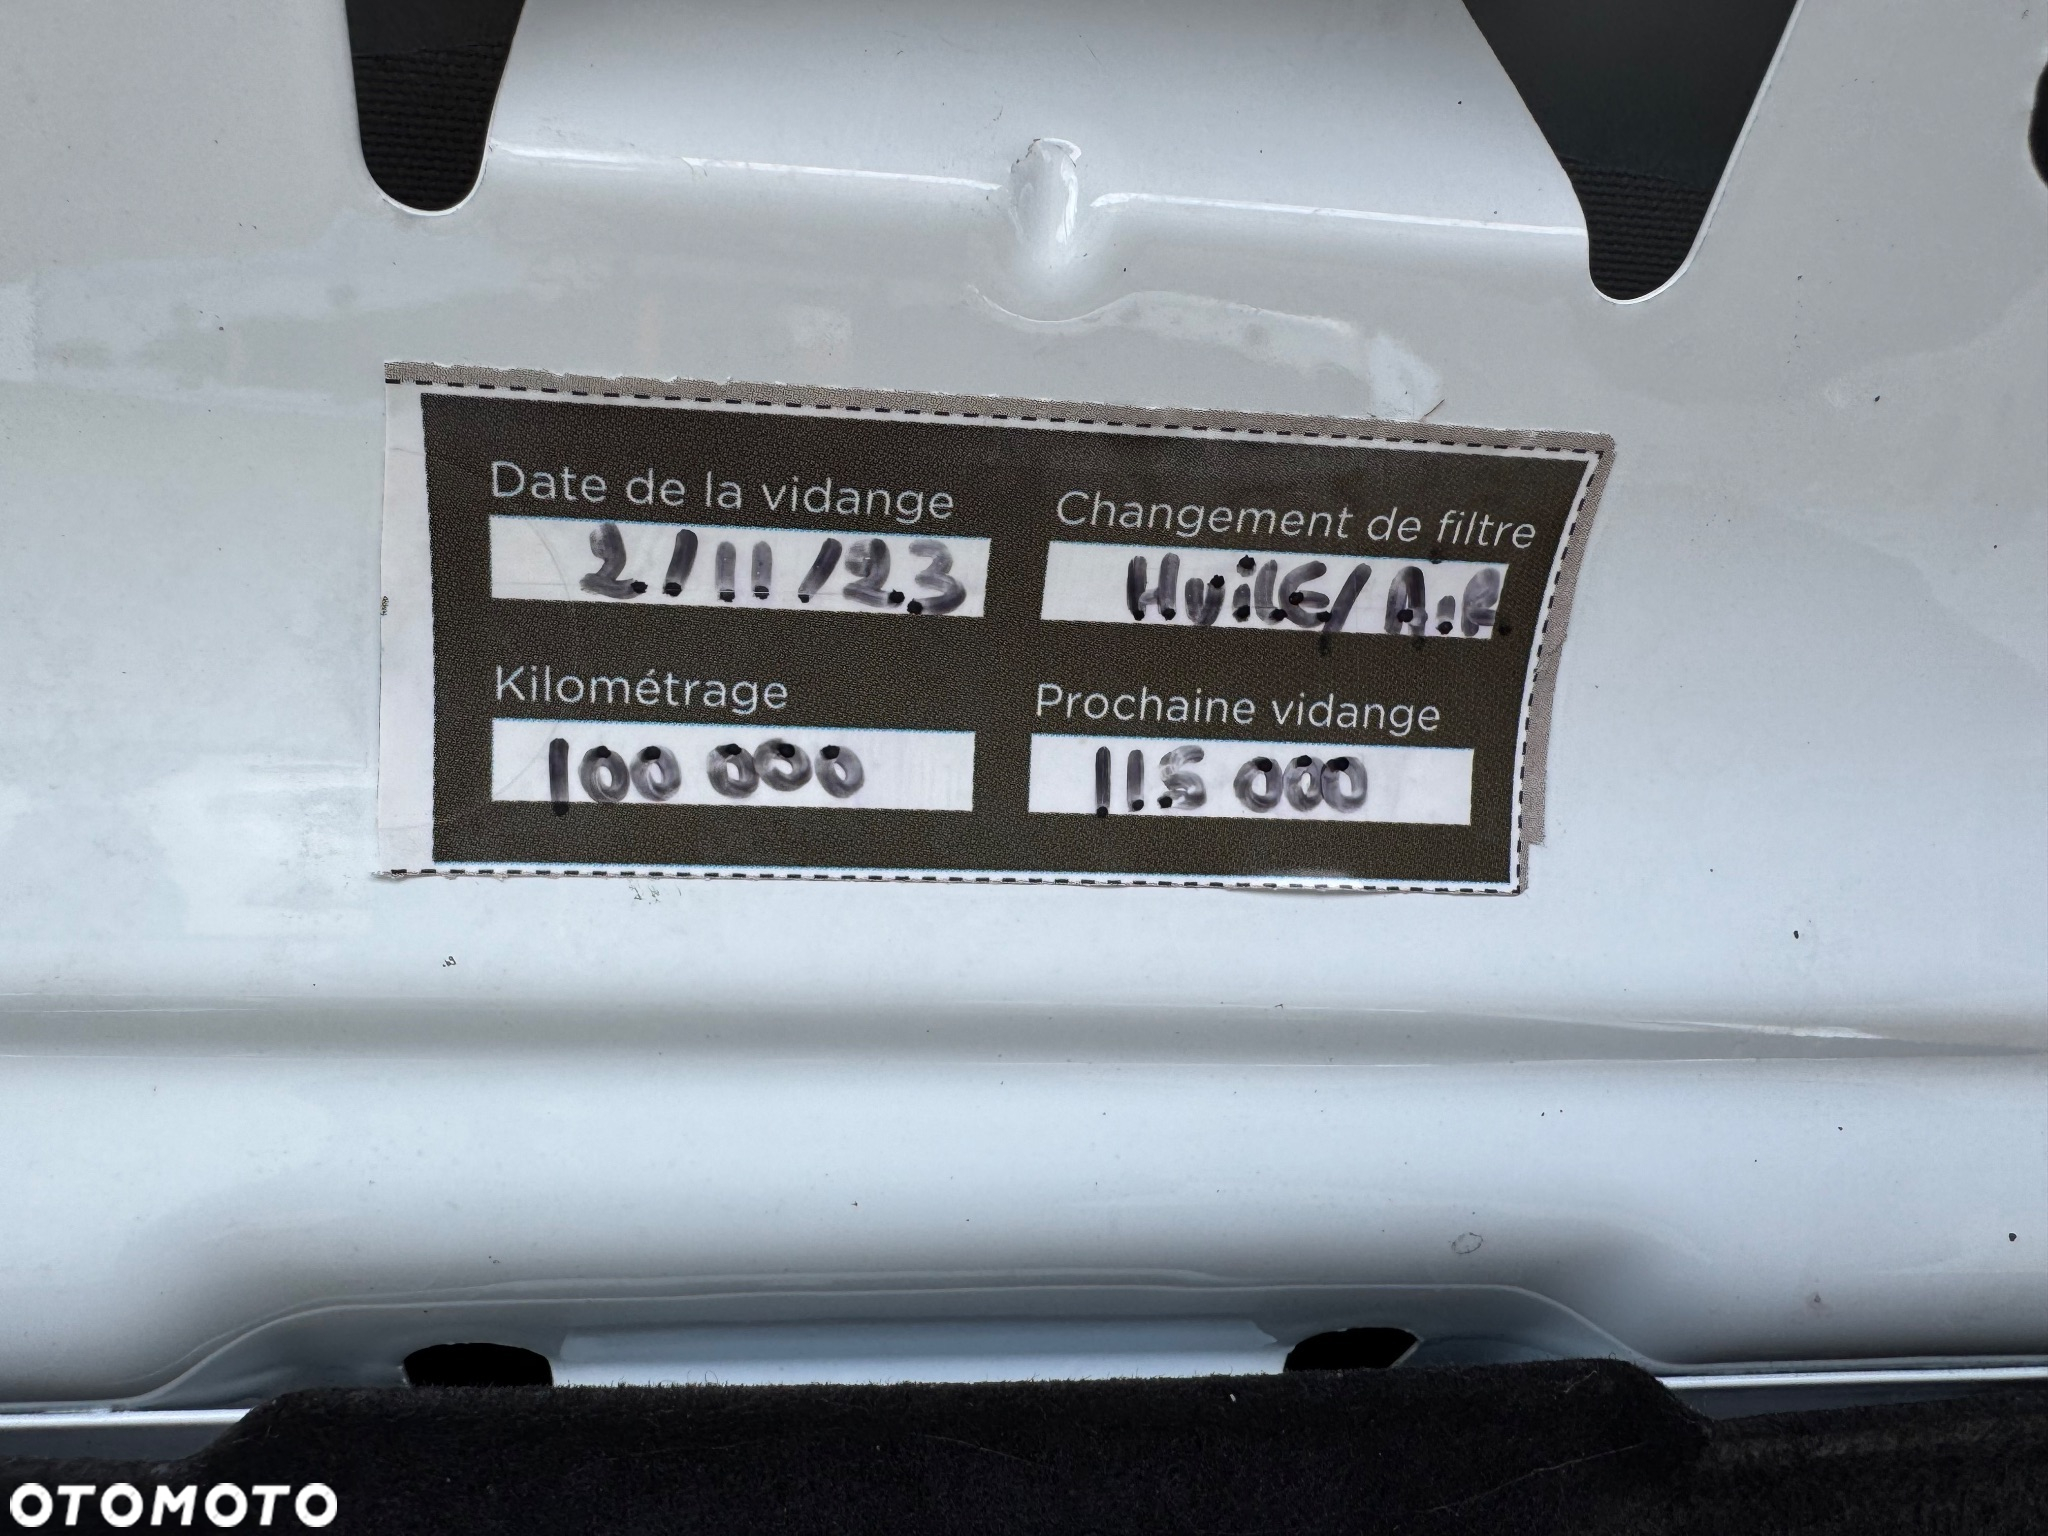 Date de la vidange
2/11/23
Changement de filtre
HuilE/Air
Kilométrage
100 000
Prochaine vidange
115 000
OTOMOTO